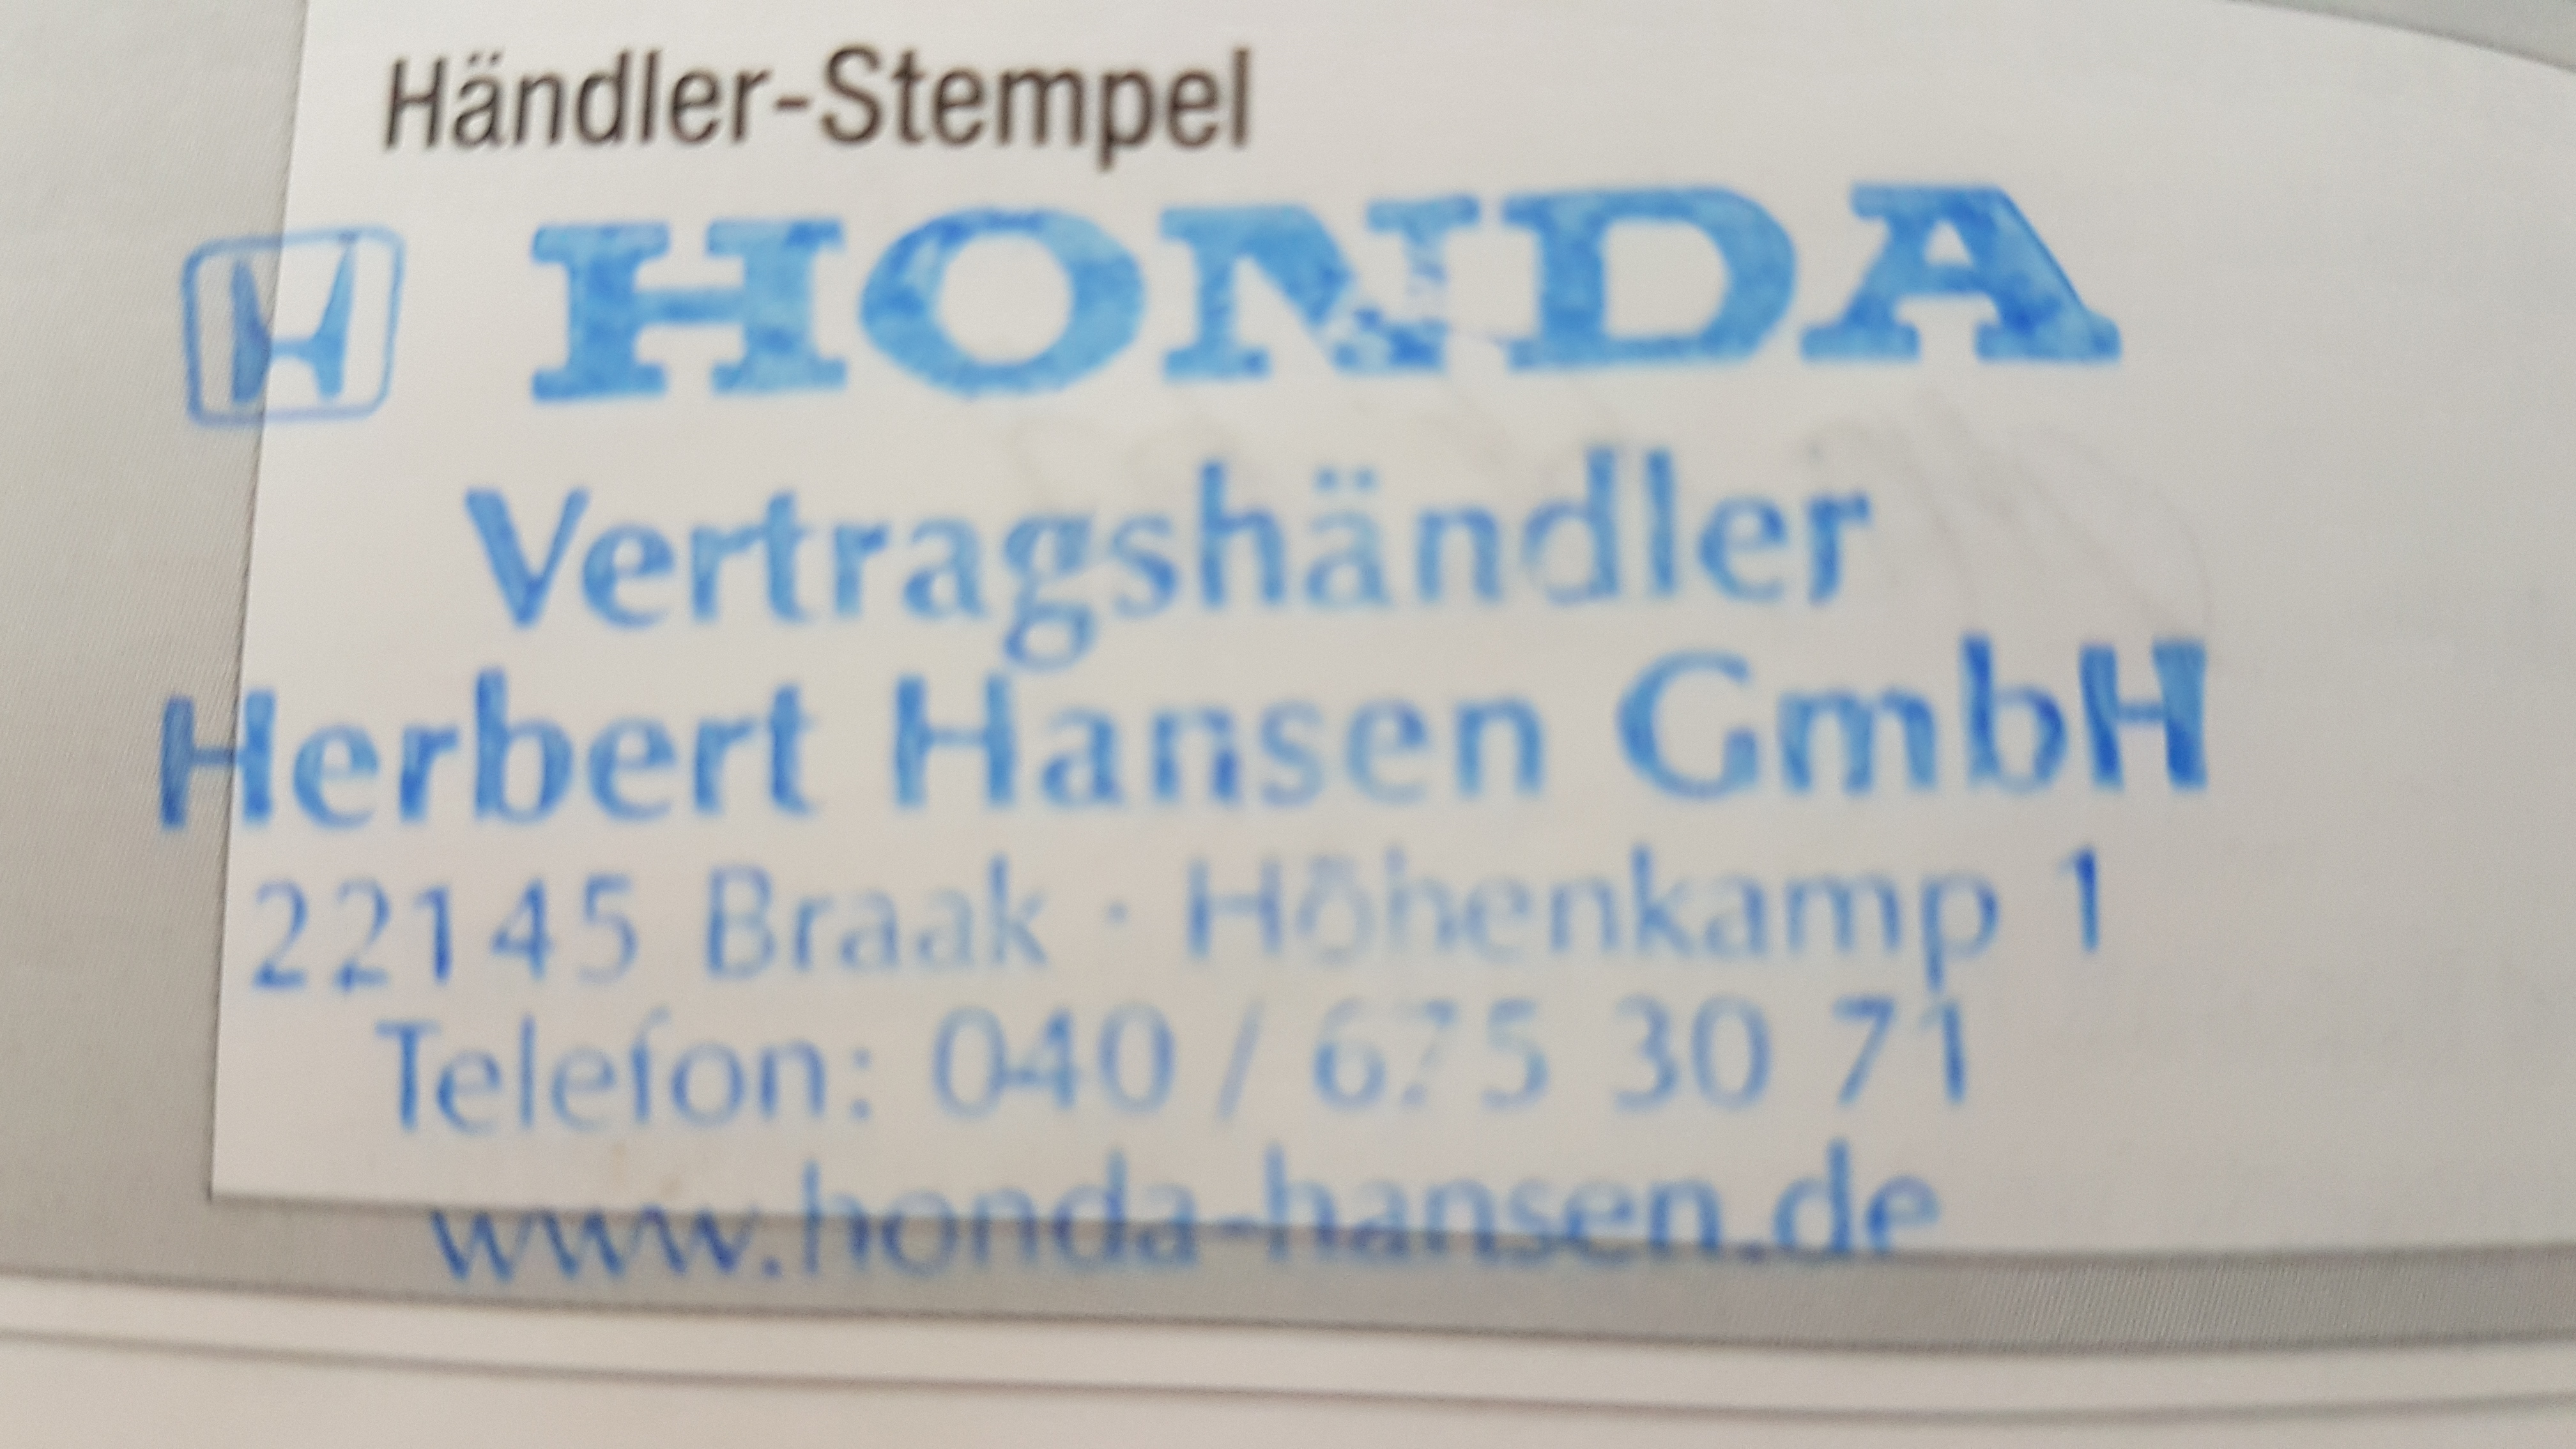 Händler-Stempel
HONDA
Vertragshändler
Herbert Hansen GmbH
22145 Braak · Höhenkamp 1
Telefon: 040 / 675 30 71
www.honda-hansen.de